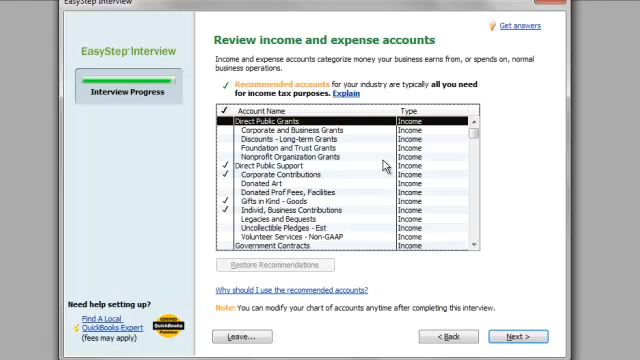 EasyStep Interview
Get answers
EasyStep® Interview
Interview Progress
Review income and expense accounts
Income and expense accounts categorize money your business earns from, or spends on, normal
business operations.
✓ Recommended accounts for your industry are typically all you need
for income tax purposes. Explain
✓ Account Name Type
Direct Public Grants Income
Corporate and Business Grants Income
Discounts - Long-term Grants Income
Foundation and Trust Grants Income
Nonprofit Organization Grants Income
✓ Direct Public Support Income
✓ Corporate Contributions Income
Donated Art Income
Donated Prof Fees, Facilities Income
✓ Gifts in Kind - Goods Income
✓ Individ, Business Contributions Income
Legacies and Bequests Income
Uncollectible Pledges - Est Income
Volunteer Services - Non-GAAP Income
Government Contracts Income
Restore Recommendations
Why should I use the recommended accounts?
Note: You can modify your chart of accounts anytime after completing this interview.
Need help setting up?
Find A Local
QuickBooks Expert
(fees may apply)
CERTIFIED
QuickBooks
Leave...
< Back
Next >